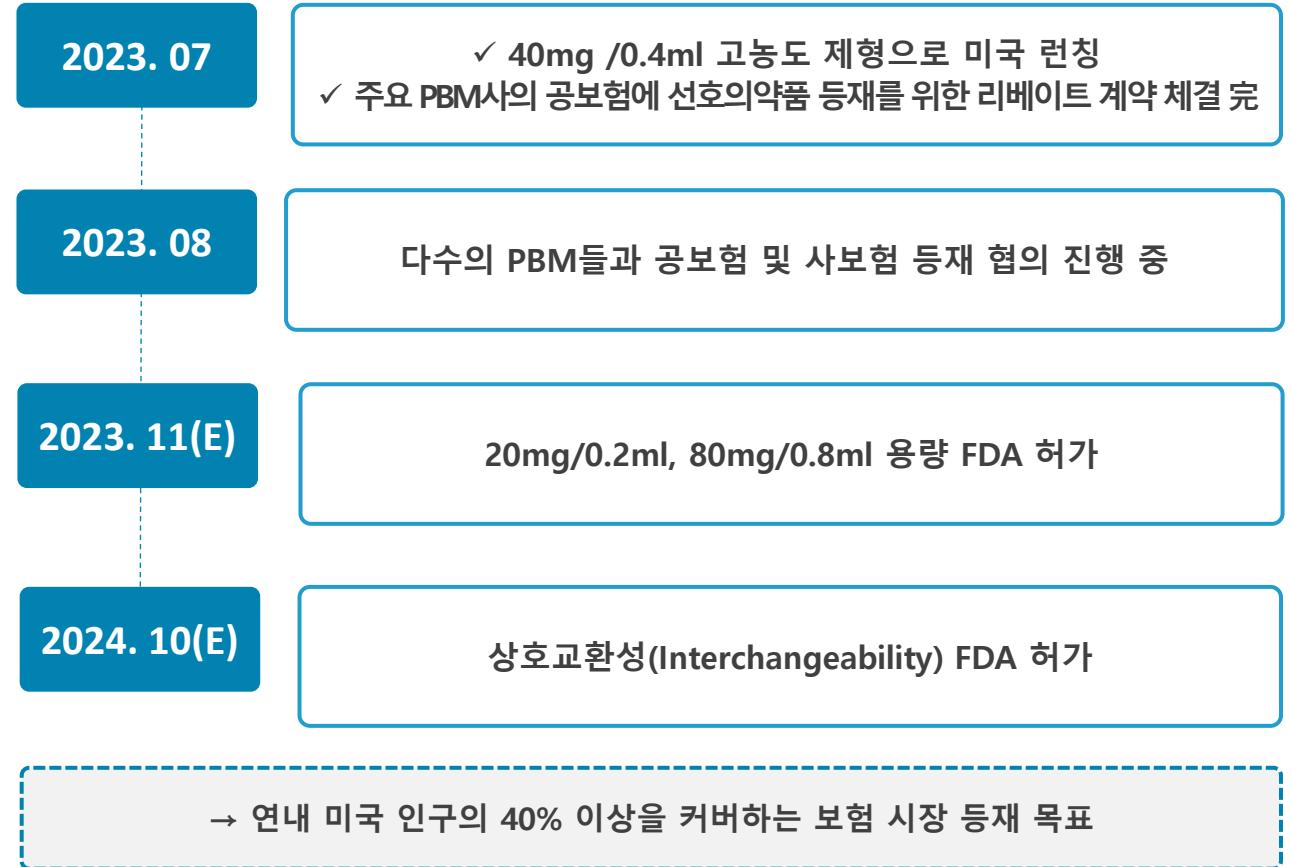 2023. 07
✓ 40mg /0.4ml 고농도 제형으로 미국 런칭
✓ 주요 PBM사의 공보험에 선호의약품 등재를 위한 리베이트 계약 체결 完
2023. 08
다수의 PBM들과 공보험 및 사보험 등재 협의 진행 중
2023. 11(E)
20mg/0.2ml, 80mg/0.8ml 용량 FDA 허가
2024. 10(E)
상호교환성(Interchangeability) FDA 허가
→ 연내 미국 인구의 40% 이상을 커버하는 보험 시장 등재 목표